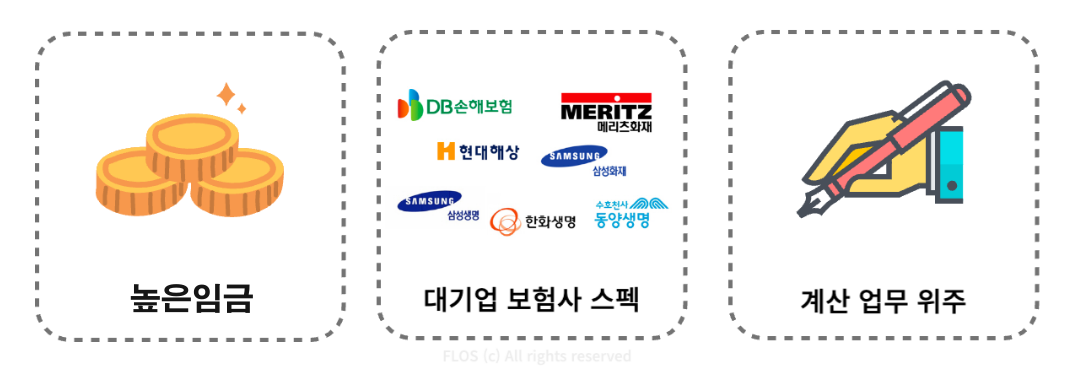 높은임금
DB손해보험
MERITZ
메리츠화재
현대해상
SAMSUNG
삼성화재
SAMSUNG
삼성생명
한화생명
수호천사
동양생명
대기업 보험사 스펙
계산 업무 위주
FLOS (c) All rights reserved